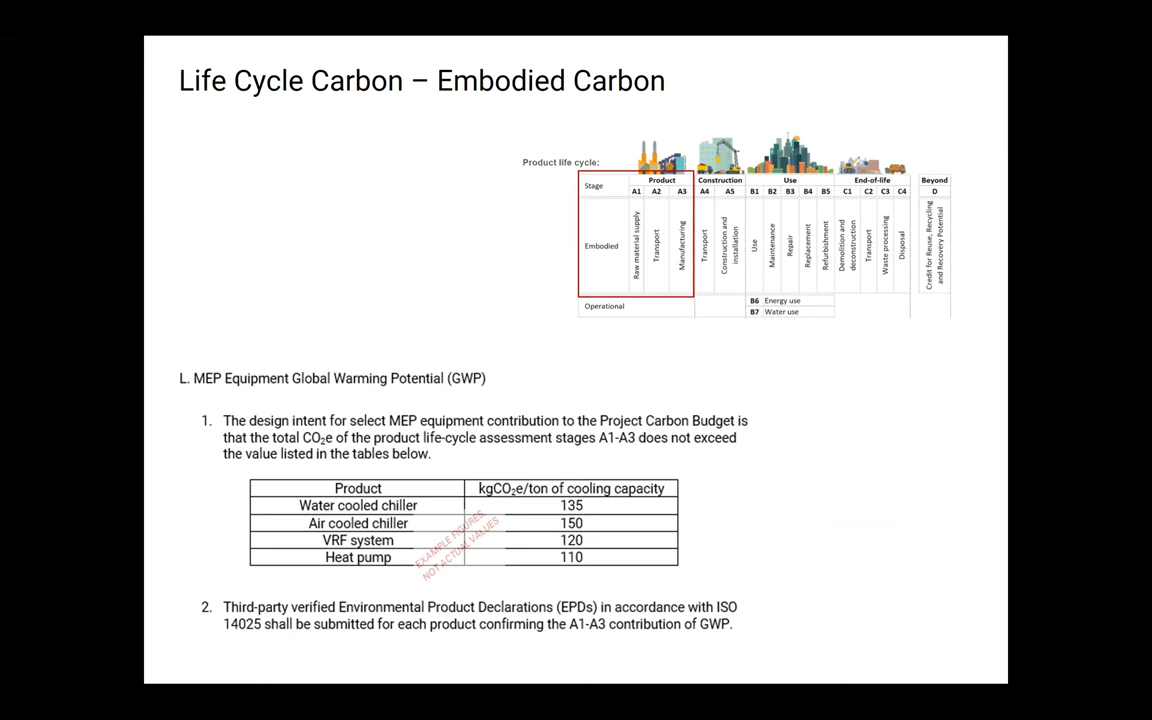 Life Cycle Carbon – Embodied Carbon
Product life cycle:
Stage
Product
Construction
Use
End-of-life
Beyond
A1 A2 A3 A4 A5 B1 B2 B3 B4 B5 C1 C2 C3 C4 D
Embodied
Raw material supply
Transport
Manufacturing
Transport
Construction and
installation
Use
Maintenance
Repair
Replacement
Refurbishment
Demolition and
deconstruction
Transport
Waste processing
Disposal
Credit for Reuse, Recycling
and Recovery Potential
Operational
B6 Energy use
B7 Water use
L. MEP Equipment Global Warming Potential (GWP)
1. The design intent for select MEP equipment contribution to the Project Carbon Budget is
that the total CO₂e of the product life-cycle assessment stages A1-A3 does not exceed
the value listed in the tables below.
Product kgCO₂e/ton of cooling capacity
Water cooled chiller 135
Air cooled chiller 150
VRF system 120
Heat pump 110
EXAMPLE FIGURES,
NOT ACTUAL VALUES
2. Third-party verified Environmental Product Declarations (EPDs) in accordance with ISO
14025 shall be submitted for each product confirming the A1-A3 contribution of GWP.